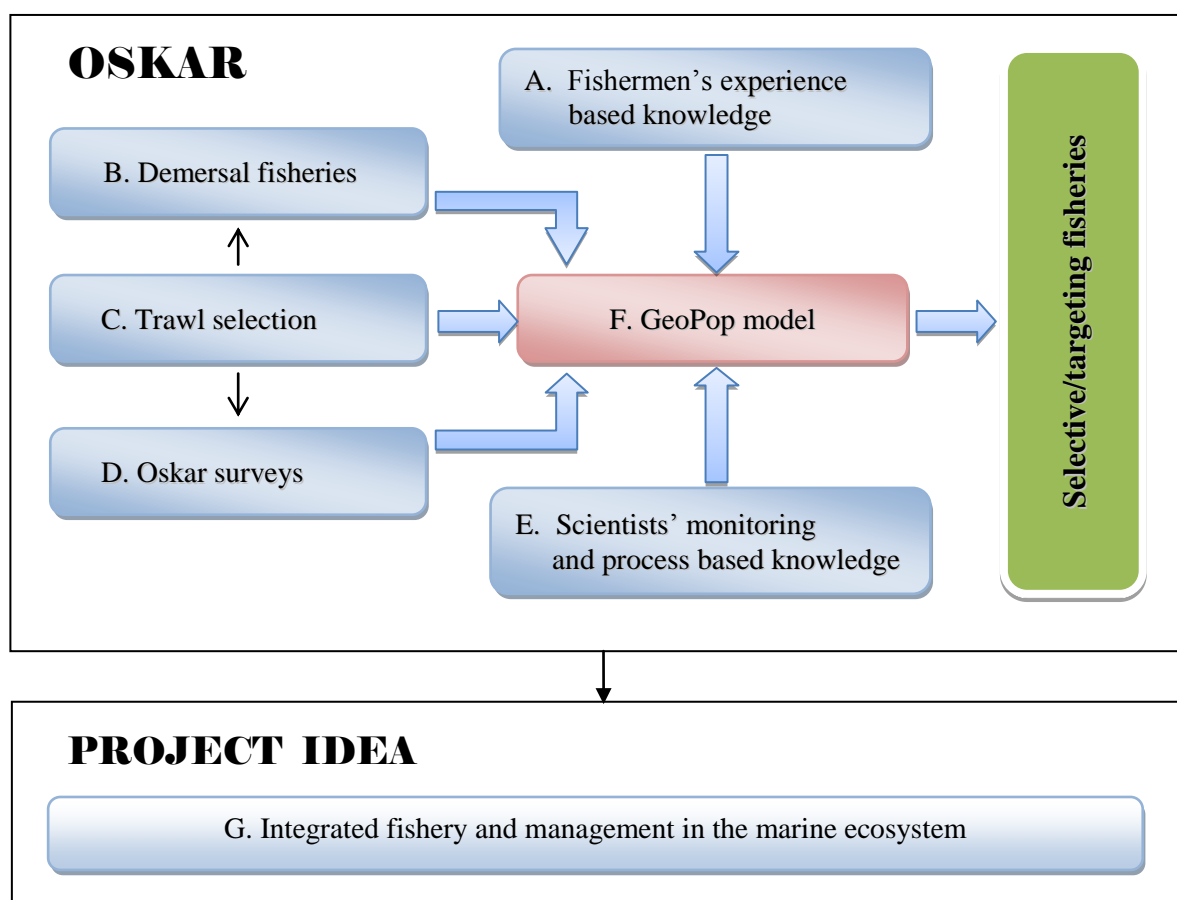 OSKAR
A. Fishermen’s experience
based knowledge
B. Demersal fisheries
C. Trawl selection
D. Oskar surveys
E. Scientists’ monitoring
and process based knowledge
F. GeoPop model
Selective/targeting fisheries
PROJECT IDEA
G. Integrated fishery and management in the marine ecosystem